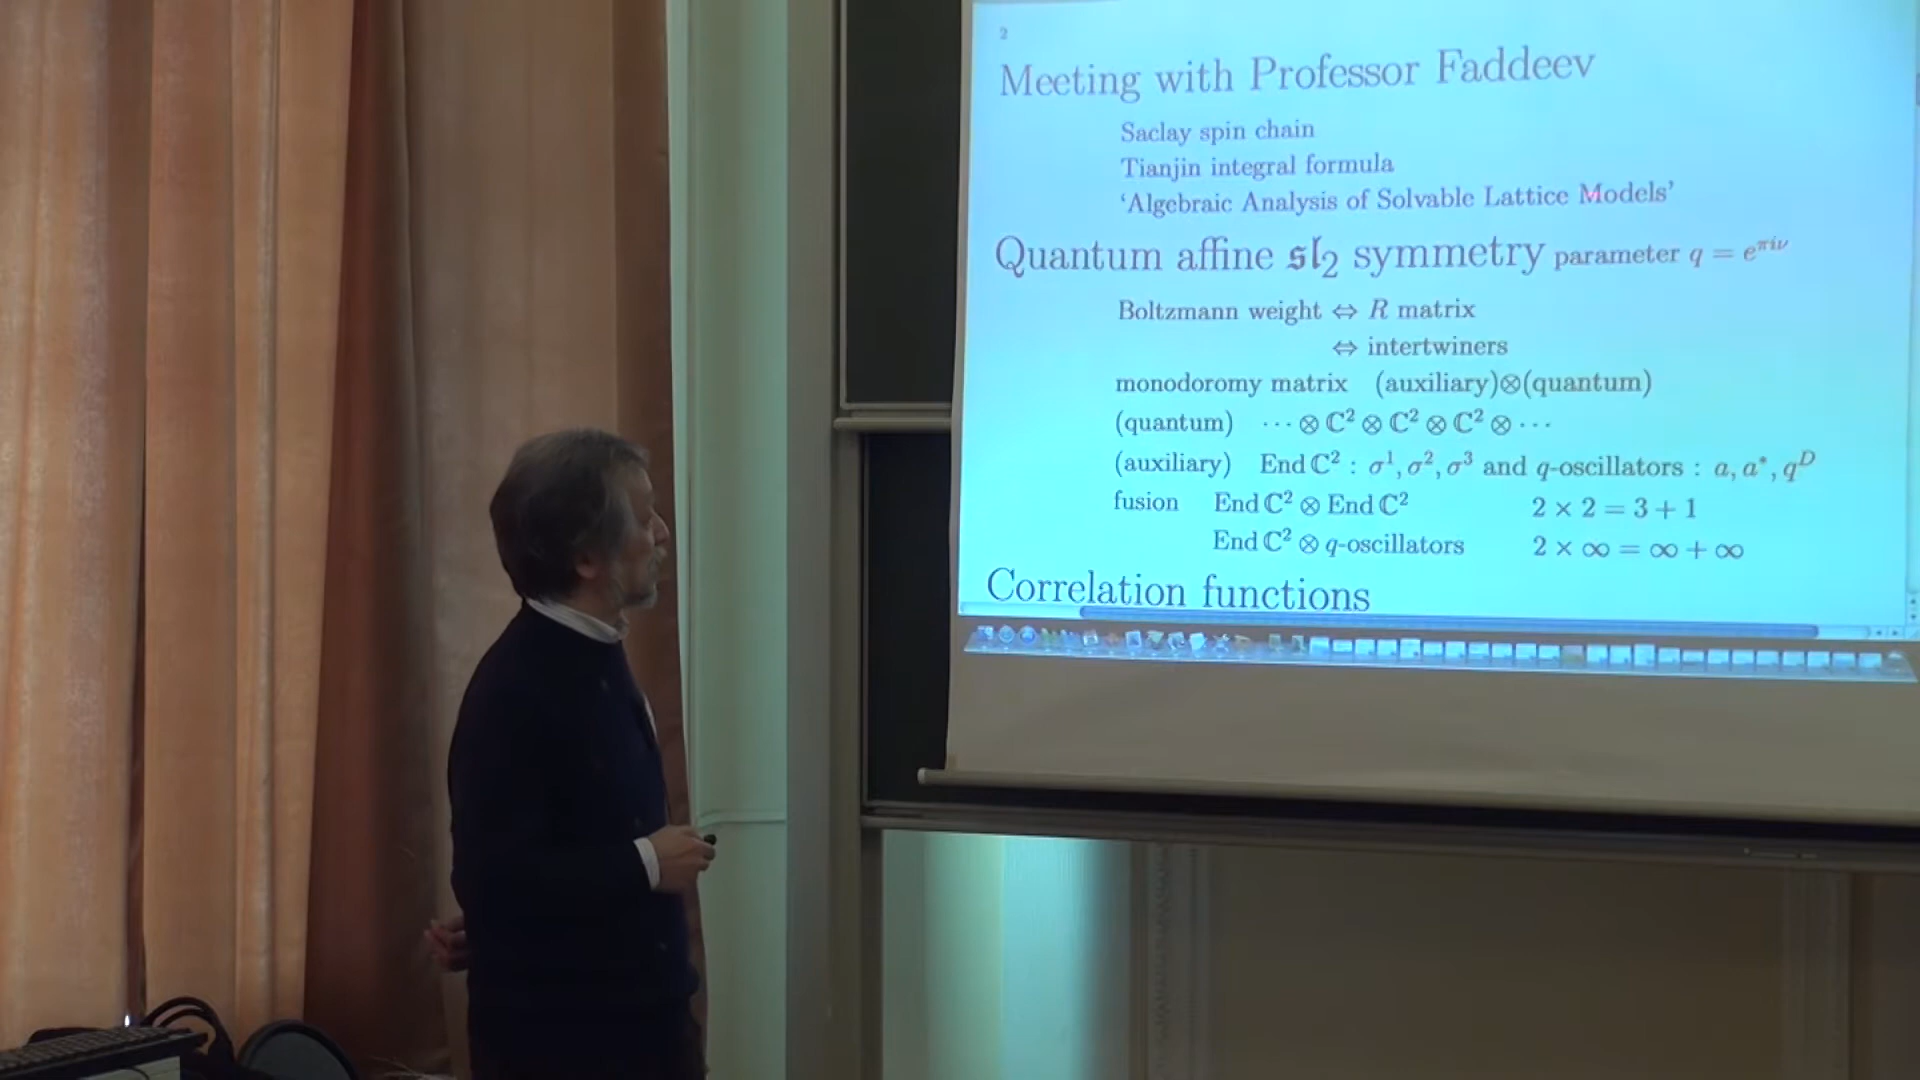 2
Meeting with Professor Faddeev
Saclay spin chain
Tianjin integral formula
‘Algebraic Analysis of Solvable Lattice Models’
Quantum affine 𝔰𝔩₂ symmetry parameter q = e^{πiν}
Boltzmann weight ⇔ R matrix
⇔ intertwiners
monodoromy matrix (auxiliary)⊗(quantum)
(quantum) ··· ⊗ ℂ² ⊗ ℂ² ⊗ ℂ² ⊗ ···
(auxiliary) End ℂ² : σ¹, σ², σ³ and q-oscillators : a, a*, q^D
fusion End ℂ² ⊗ End ℂ² 2 × 2 = 3 + 1
End ℂ² ⊗ q-oscillators 2 × ∞ = ∞ + ∞
Correlation functions